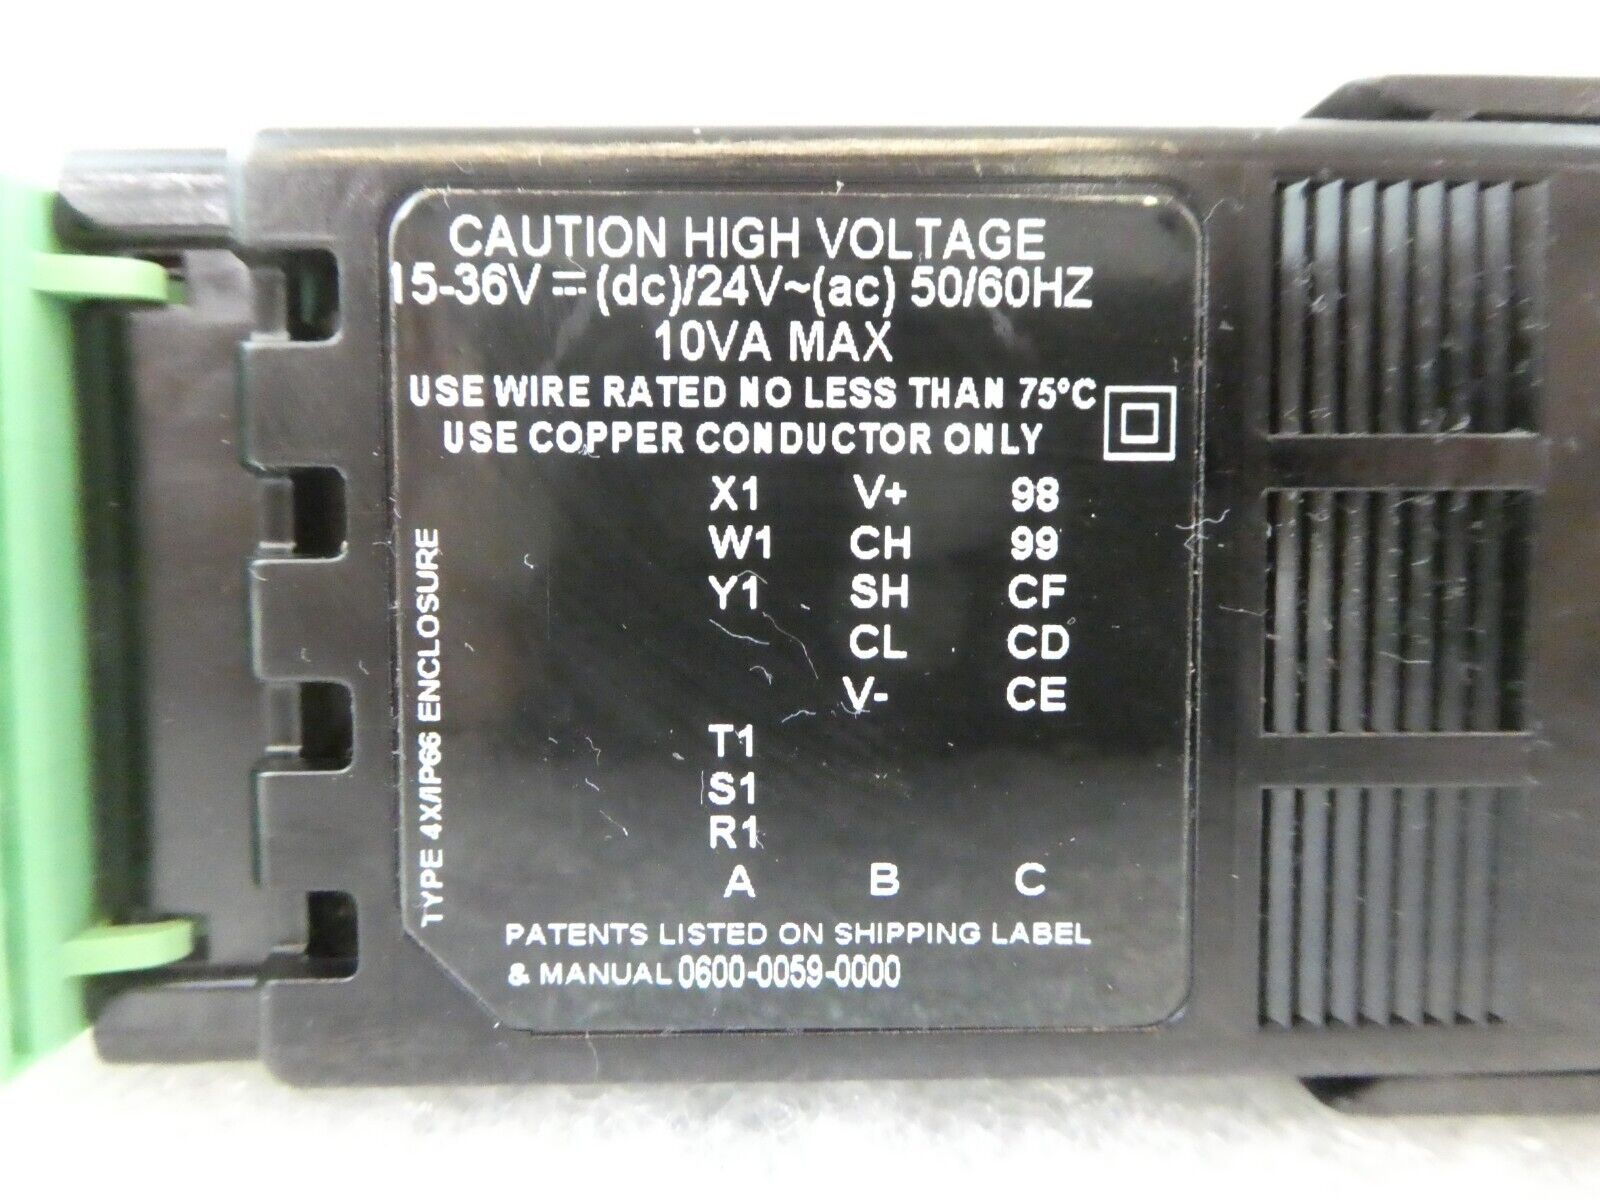 CAUTION HIGH VOLTAGE
15-36V ⎓ (dc)/24V~(ac) 50/60HZ
10VA MAX
USE WIRE RATED NO LESS THAN 75°C
USE COPPER CONDUCTOR ONLY
X1 V+ 98
W1 CH 99
Y1 SH CF
CL CD
V- CE
T1
S1
R1
A B C
TYPE 4X/IP66 ENCLOSURE
PATENTS LISTED ON SHIPPING LABEL
& MANUAL 0600-0059-0000